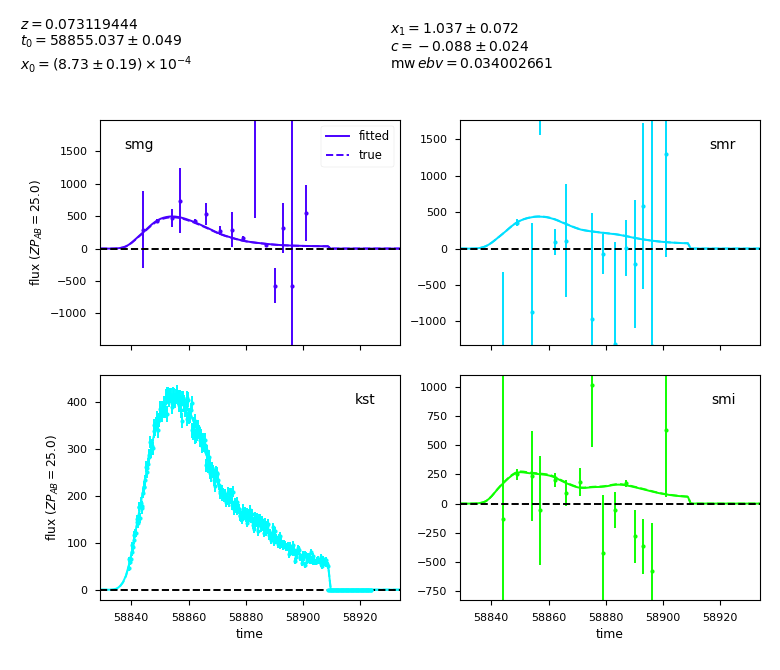 z = 0.073119444
t₀ = 58855.037 ± 0.049
x₀ = (8.73 ± 0.19) × 10⁻⁴
x₁ = 1.037 ± 0.072
c = −0.088 ± 0.024
mw ebv = 0.034002661
smg
fitted
true
1500
1000
500
0
−500
−1000
flux (ZP_AB = 25.0)
smr
1500
1000
500
0
−500
−1000
kst
400
300
200
100
0
flux (ZP_AB = 25.0)
58840 58860 58880 58900 58920
time
smi
1000
750
500
250
0
−250
−500
−750
58840 58860 58880 58900 58920
time